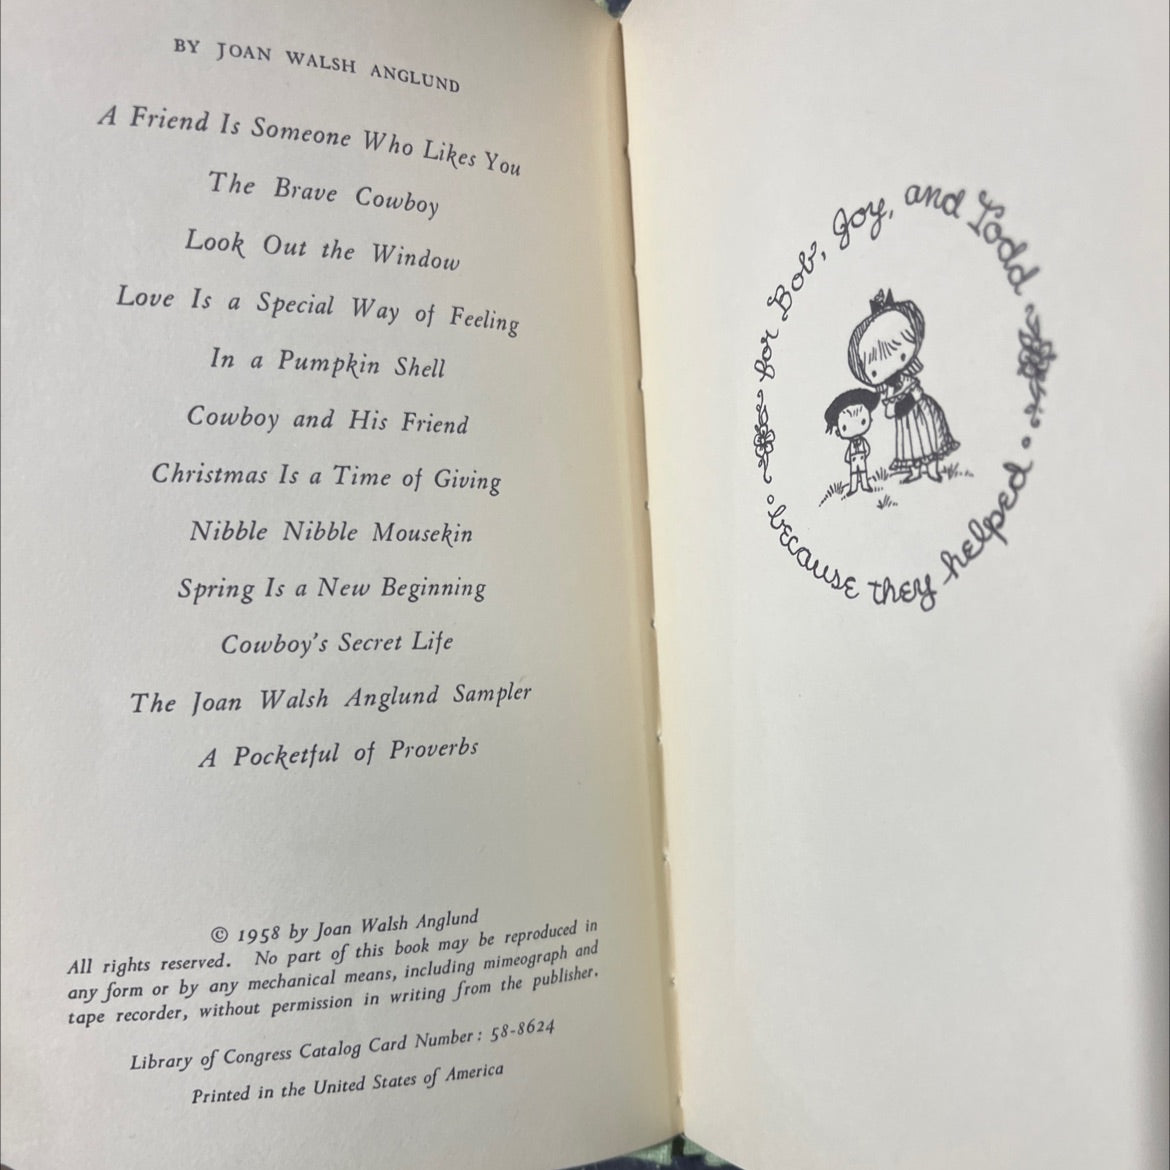 BY JOAN WALSH ANGLUND
A Friend Is Someone Who Likes You
The Brave Cowboy
Look Out the Window
Love Is a Special Way of Feeling
In a Pumpkin Shell
Cowboy and His Friend
Christmas Is a Time of Giving
Nibble Nibble Mousekin
Spring Is a New Beginning
Cowboy's Secret Life
The Joan Walsh Anglund Sampler
A Pocketful of Proverbs
© 1958 by Joan Walsh Anglund
All rights reserved. No part of this book may be reproduced in
any form or by any mechanical means, including mimeograph and
tape recorder, without permission in writing from the publisher.
Library of Congress Catalog Card Number: 58-8624
Printed in the United States of America
for Bob, Joy, and Todd
because they helped